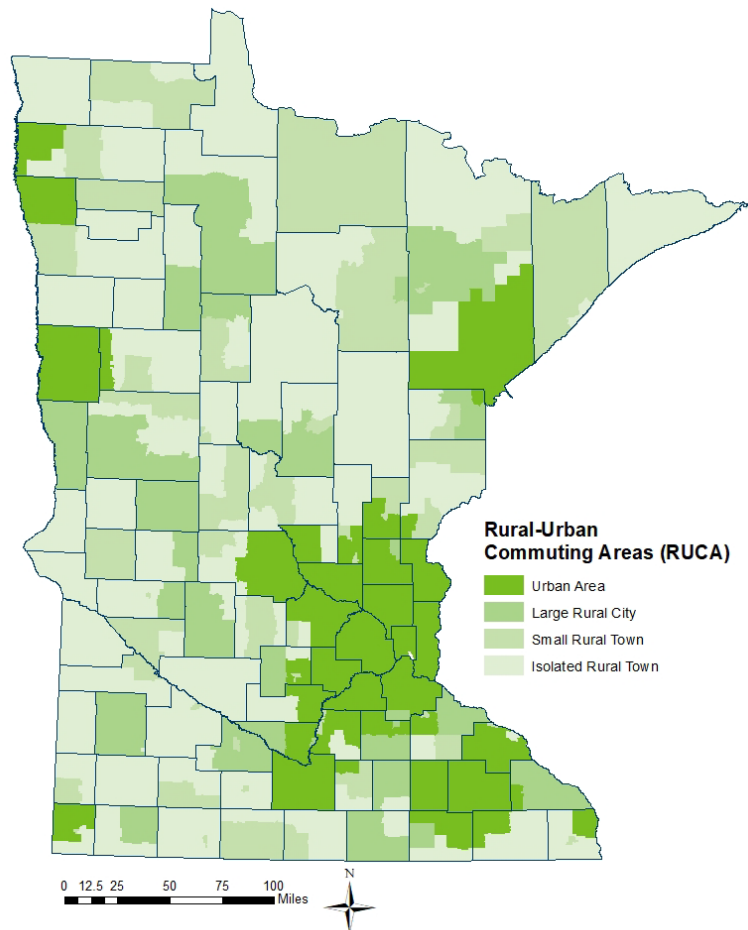 Rural-Urban
Commuting Areas (RUCA)
Urban Area
Large Rural City
Small Rural Town
Isolated Rural Town
0 12.5 25 50 75 100
Miles
N